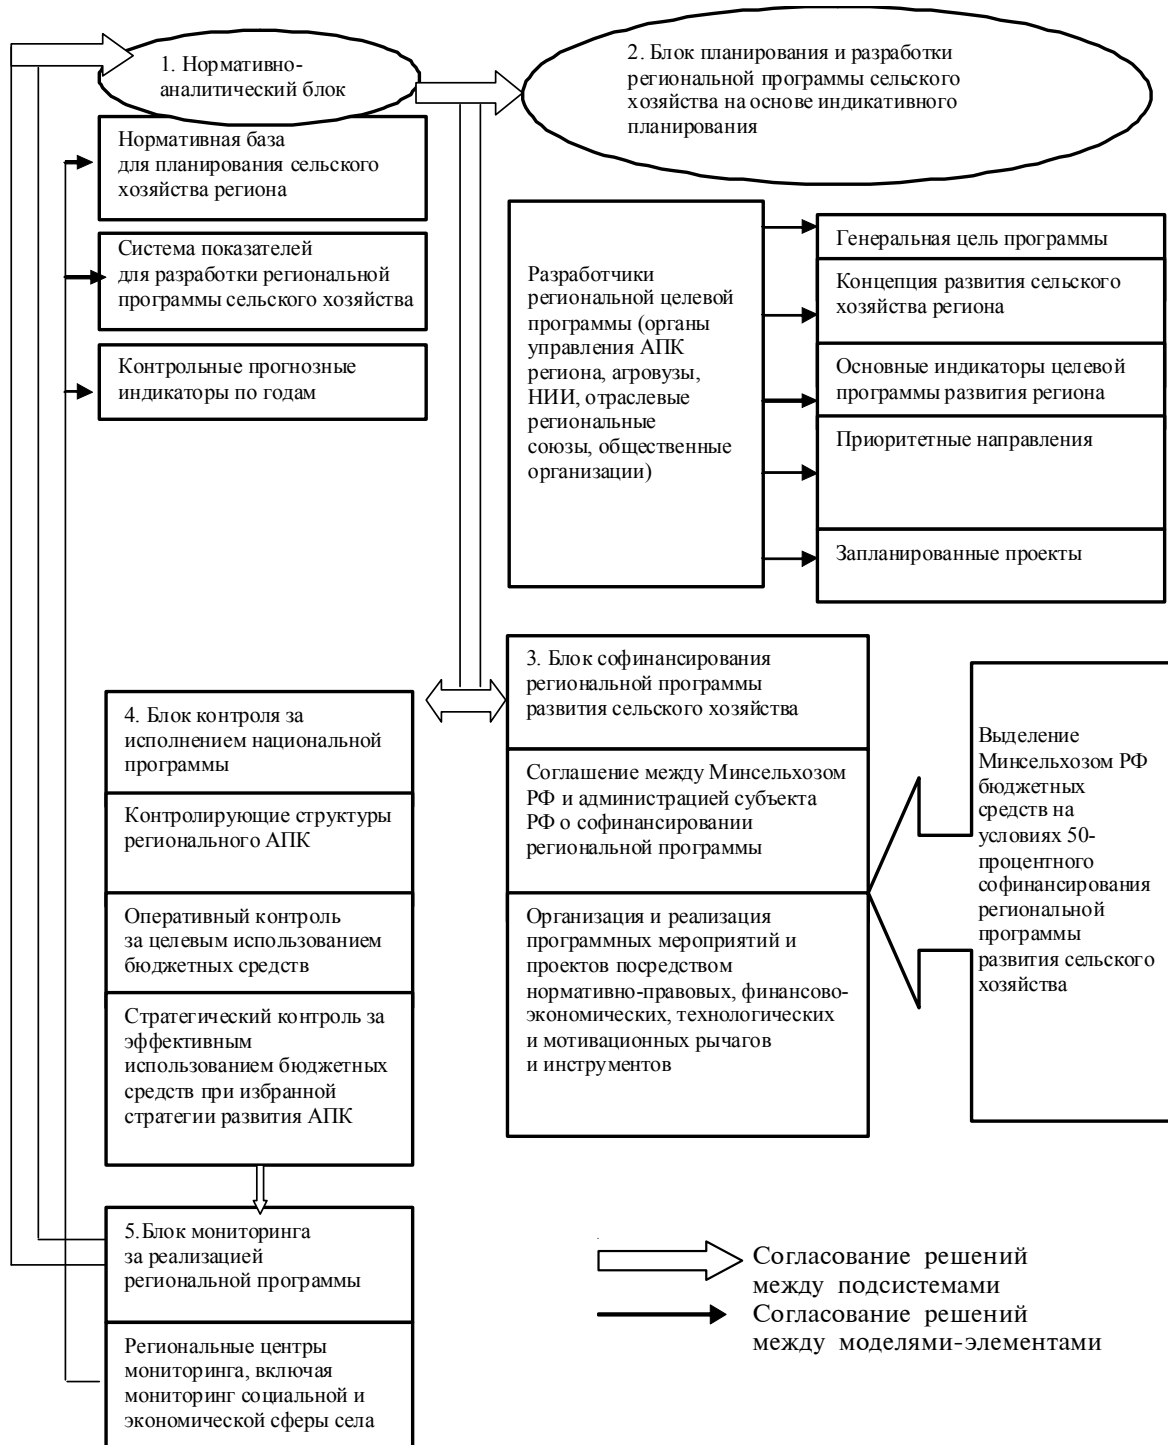 1. Нормативно-
аналитический блок
2. Блок планирования и разработки
региональной программы сельского
хозяйства на основе индикативного
планирования
Нормативная база
для планирования сельского
хозяйства региона
Система показателей
для разработки региональной
программы сельского хозяйства
Контрольные прогнозные
индикаторы по годам
Разработчики
региональной целевой
программы (органы
управления АПК
региона, агровузы,
НИИ, отраслевые
региональные
союзы, общественные
организации)
Генеральная цель программы
Концепция развития сельского
хозяйства региона
Основные индикаторы целевой
программы развития региона
Приоритетные направления
Запланированные проекты
3. Блок софинансирования
региональной программы
развития сельского хозяйства
Соглашение между Минсельхозом
РФ и администрацией субъекта
РФ о софинансировании
региональной программы
Организация и реализация
программных мероприятий и
проектов посредством
нормативно-правовых, финансово-
экономических, технологических
и мотивационных рычагов
и инструментов
Выделение
Минсельхозом РФ
бюджетных
средств на
условиях 50-
процентного
софинансирования
региональной
программы
развития сельского
хозяйства
4. Блок контроля за
исполнением национальной
программы
Контролирующие структуры
регионального АПК
Оперативный контроль
за целевым использованием
бюджетных средств
Стратегический контроль за
эффективным
использованием бюджетных
средств при избранной
стратегии развития АПК
5.Блок мониторинга
за реализацией
региональной программы
Региональные центры
мониторинга, включая
мониторинг социальной и
экономической сферы села
Согласование решений
между подсистемами
Согласование решений
между моделями-элементами